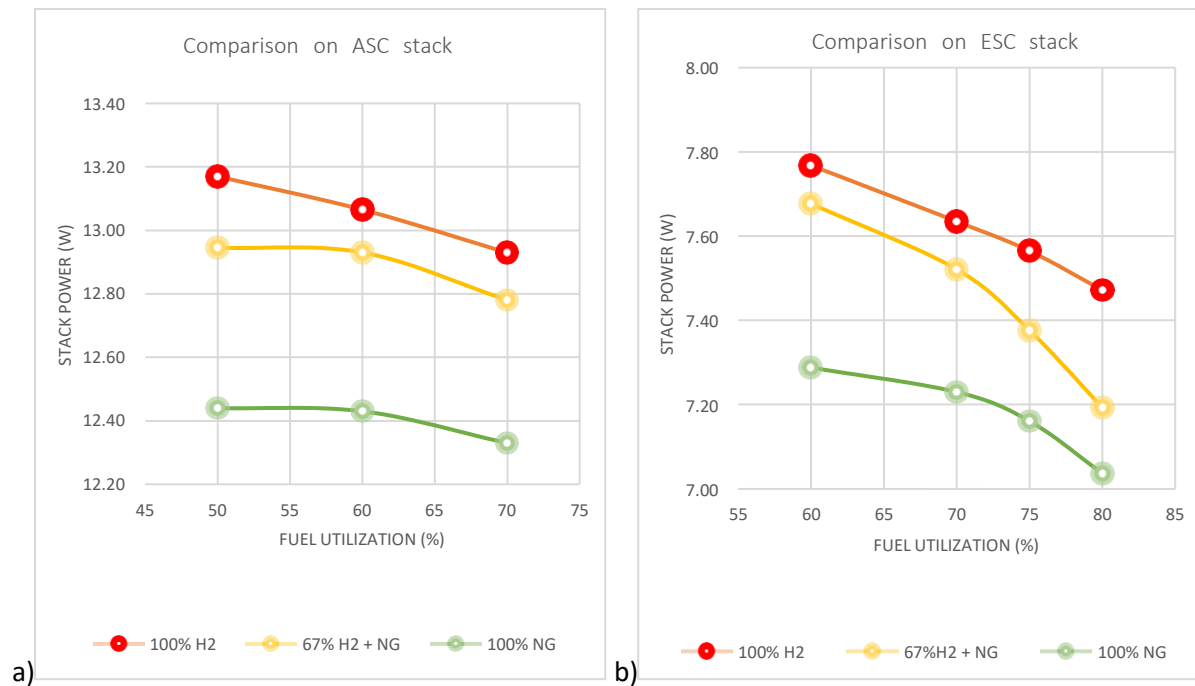 Comparison on ASC stack
13.40
13.20
13.00
12.80
12.60
12.40
12.20
STACK POWER (W)
45 50 55 60 65 70 75
FUEL UTILIZATION (%)
100% H2 67% H2 + NG 100% NG
a)
Comparison on ESC stack
8.00
7.80
7.60
7.40
7.20
7.00
STACK POWER (W)
55 60 65 70 75 80 85
FUEL UTILIZATION (%)
100% H2 67%H2 + NG 100% NG
b)